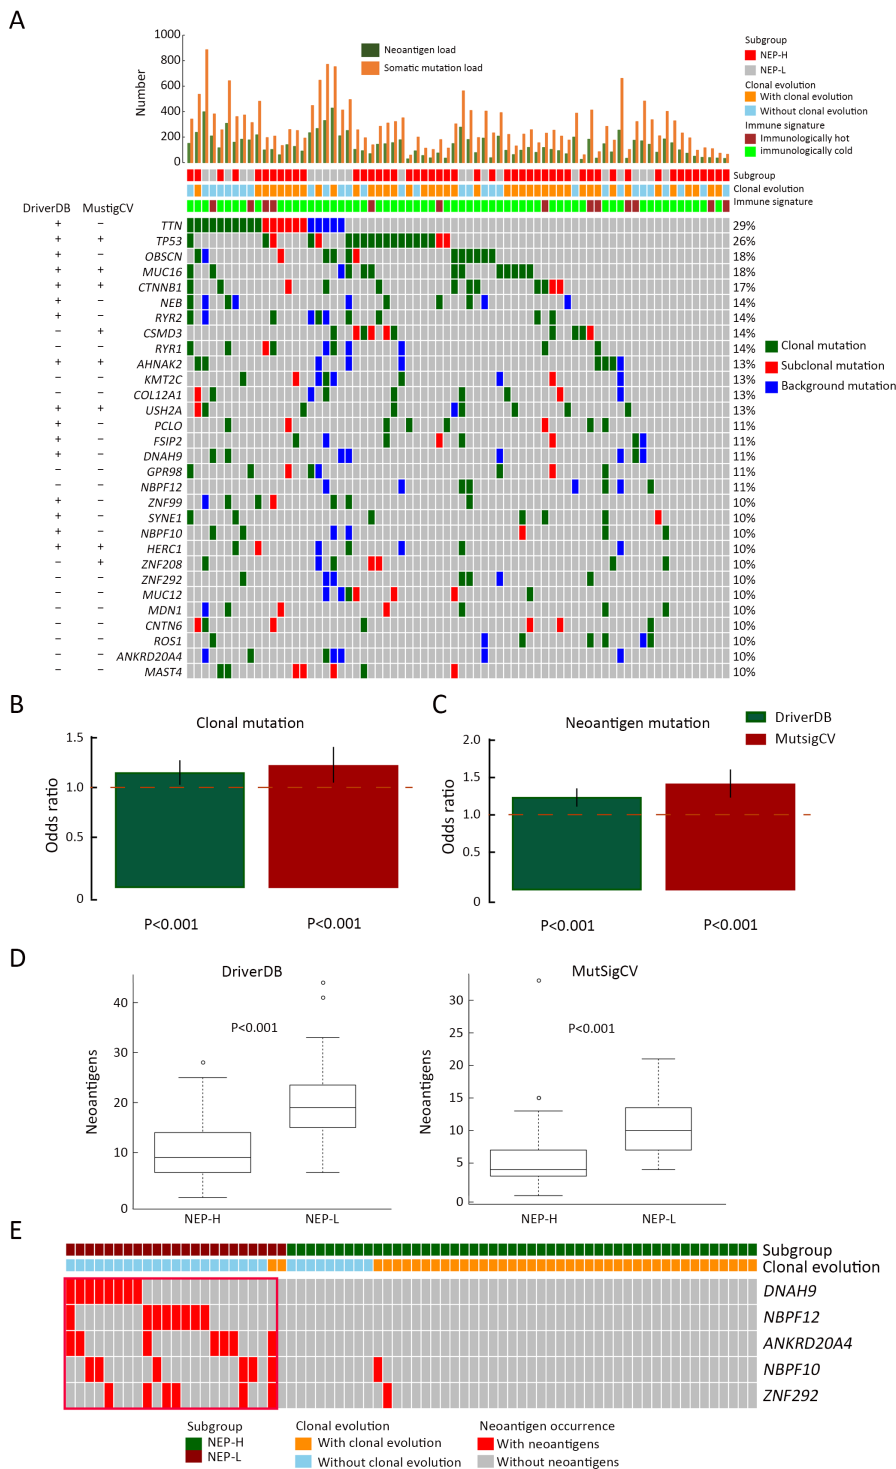 A
1000
800
600
400
200
0
Number
Neoantigen load
Somatic mutation load
Subgroup
NEP-H
NEP-L
Clonal evolution
With clonal evolution
Without clonal evolution
Immune signature
Immunologically hot
immunologically cold
Subgroup
Clonal evolution
Immune signature
DriverDB MustigCV
+ − TTN 29%
+ + TP53 26%
+ − OBSCN 18%
+ + MUC16 18%
+ + CTNNB1 17%
+ − NEB 14%
+ − RYR2 14%
− + CSMD3 14%
− − RYR1 14%
+ + AHNAK2 13%
− − KMT2C 13%
− − COL12A1 13%
+ + USH2A 13%
+ − PCLO 11%
+ − FSIP2 11%
+ − DNAH9 11%
− − GPR98 11%
− − NBPF12 11%
+ − ZNF99 10%
+ − SYNE1 10%
+ − NBPF10 10%
+ + HERC1 10%
− + ZNF208 10%
− − ZNF292 10%
− − MUC12 10%
− − MDN1 10%
− − CNTN6 10%
− − ROS1 10%
− − ANKRD20A4 10%
− − MAST4 10%
Clonal mutation
Subclonal mutation
Background mutation
B
Clonal mutation
1.5
1.0
0.5
0
Odds ratio
P<0.001 P<0.001
C
Neoantigen mutation
DriverDB
MutsigCV
2.0
1.5
1.0
0.5
0
Odds ratio
P<0.001 P<0.001
D
DriverDB
P<0.001
40
30
20
10
0
Neoantigens
NEP-H NEP-L
MutSigCV
P<0.001
30
25
20
15
10
5
0
Neoantigens
NEP-H NEP-L
E
Subgroup
Clonal evolution
DNAH9
NBPF12
ANKRD20A4
NBPF10
ZNF292
Subgroup
NEP-H
NEP-L
Clonal evolution
With clonal evolution
Without clonal evolution
Neoantigen occurrence
With neoantigens
Without neoantigens